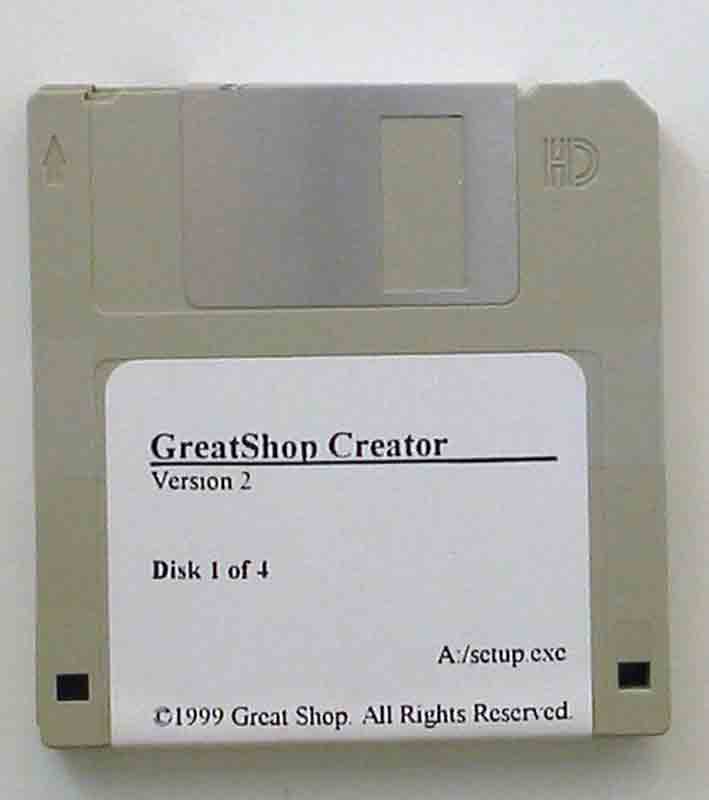 HD
GreatShop Creator
Version 2
Disk 1 of 4
A:/setup.exe
©1999 Great Shop. All Rights Reserved.